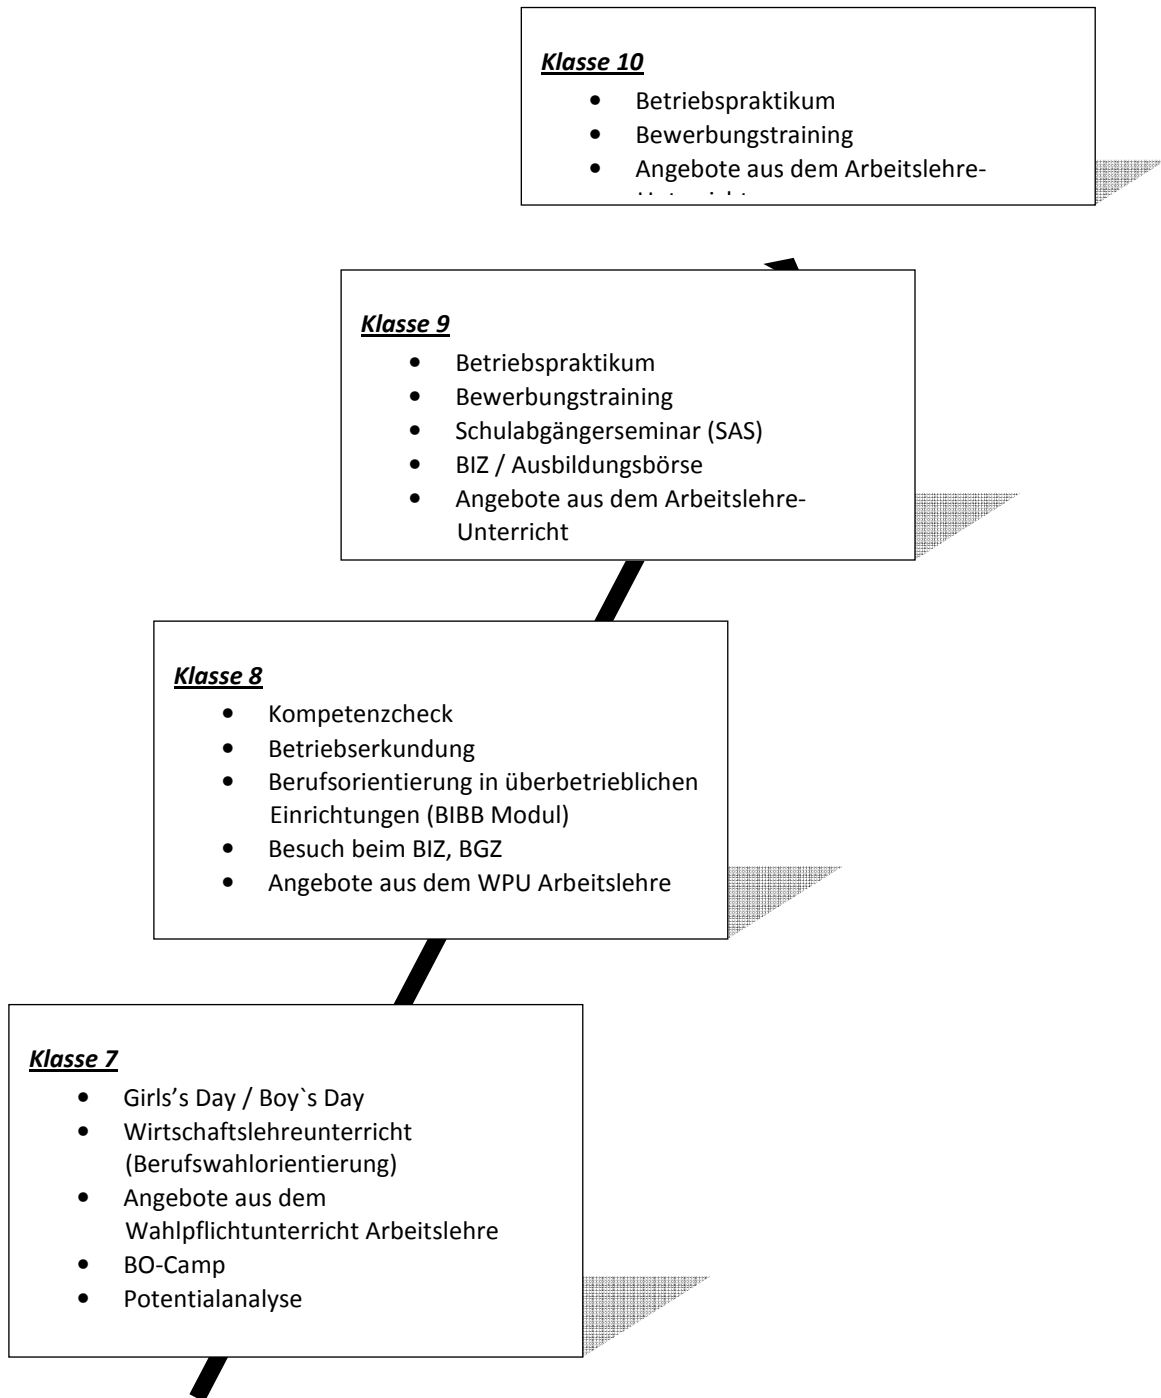 Klasse 10
• Betriebspraktikum
• Bewerbungstraining
• Angebote aus dem Arbeitslehre-
Klasse 9
• Betriebspraktikum
• Bewerbungstraining
• Schulabgängerseminar (SAS)
• BIZ / Ausbildungsbörse
• Angebote aus dem Arbeitslehre-
Unterricht
Klasse 8
• Kompetenzcheck
• Betriebserkundung
• Berufsorientierung in überbetrieblichen
Einrichtungen (BIBB Modul)
• Besuch beim BIZ, BGZ
• Angebote aus dem WPU Arbeitslehre
Klasse 7
• Girls’s Day / Boy`s Day
• Wirtschaftslehreunterricht
(Berufswahlorientierung)
• Angebote aus dem
Wahlpflichtunterricht Arbeitslehre
• BO-Camp
• Potentialanalyse